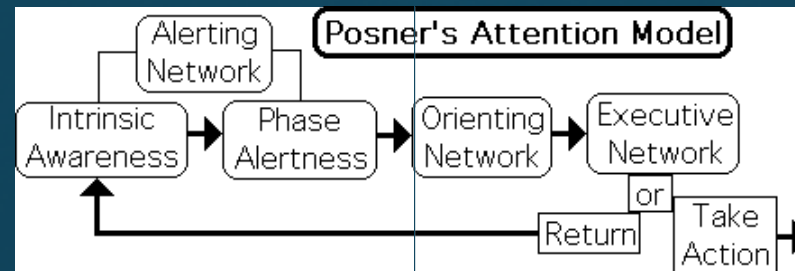 Posner's Attention Model
Alerting
Network
Intrinsic
Awareness
Phase
Alertness
Orienting
Network
Executive
Network
or
Return
Take
Action